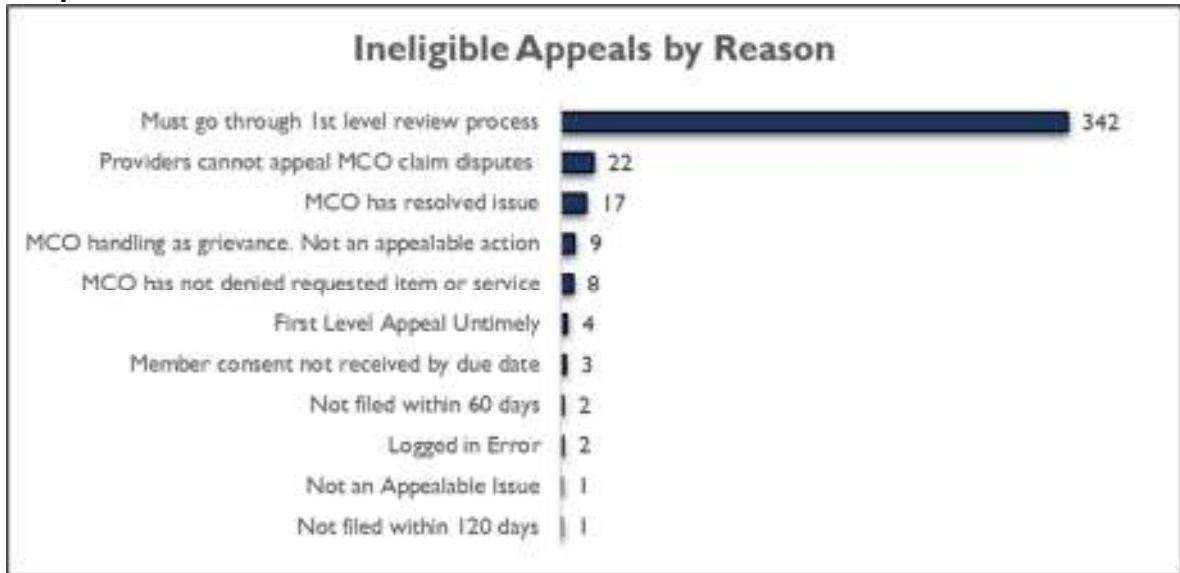 Ineligible Appeals by Reason
Must go through 1st level review process 342
Providers cannot appeal MCO claim disputes 22
MCO has resolved issue 17
MCO handling as grievance. Not an appealable action 9
MCO has not denied requested item or service 8
First Level Appeal Untimely 4
Member consent not received by due date 3
Not filed within 60 days 2
Logged in Error 2
Not an Appealable Issue 1
Not filed within 120 days 1